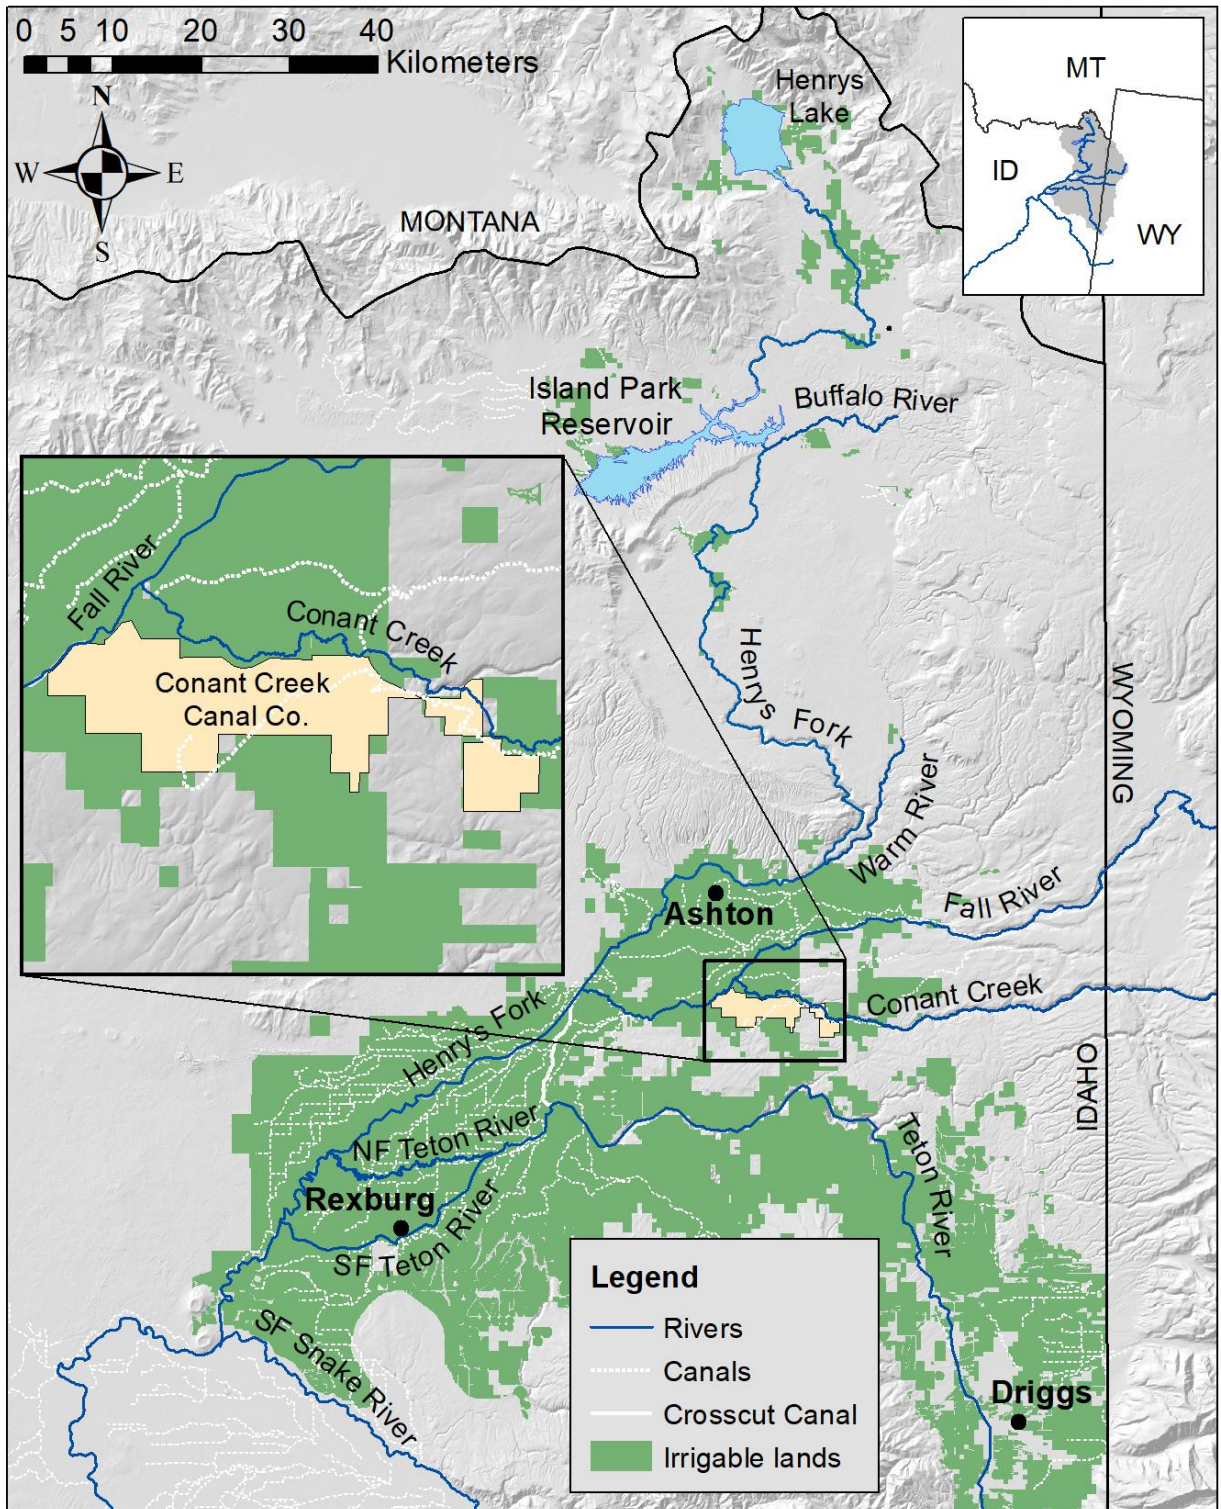 0 5 10 20 30 40
Kilometers
N
W E
S
MONTANA
Henrys
Lake
MT
ID
WY
Island Park
Reservoir
Buffalo River
Fall River
Conant Creek
Conant Creek
Canal Co.
Henrys Fork
WYOMING
Warm River
Fall River
Ashton
Conant Creek
Henry's Fork
IDAHO
NF Teton River
Teton River
Rexburg
SF Teton River
SF Snake River
Driggs
Legend
Rivers
Canals
Crosscut Canal
Irrigable lands